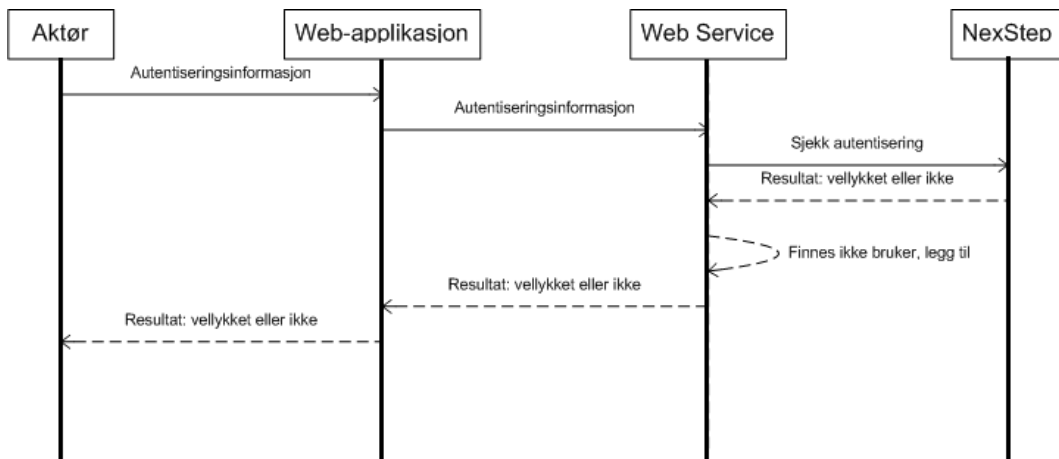 Aktør
Web-applikasjon
Web Service
NexStep
Autentiseringsinformasjon
Autentiseringsinformasjon
Sjekk autentisering
Resultat: vellykket eller ikke
Finnes ikke bruker, legg til
Resultat: vellykket eller ikke
Resultat: vellykket eller ikke